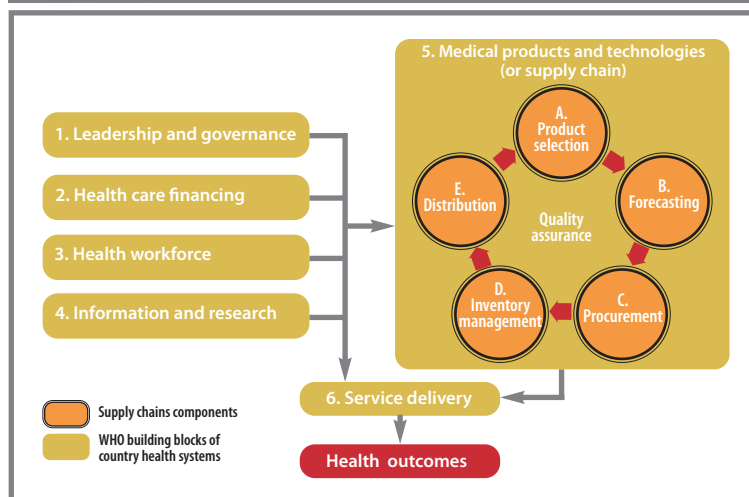 5. Medical products and technologies
(or supply chain)
A.
Product
selection
1. Leadership and governance
E.
Distribution
B.
Forecasting
2. Health care financing
Quality
assurance
3. Health workforce
D.
Inventory
management
C.
Procurement
4. Information and research
6. Service delivery
Supply chains components
WHO building blocks of
country health systems
Health outcomes